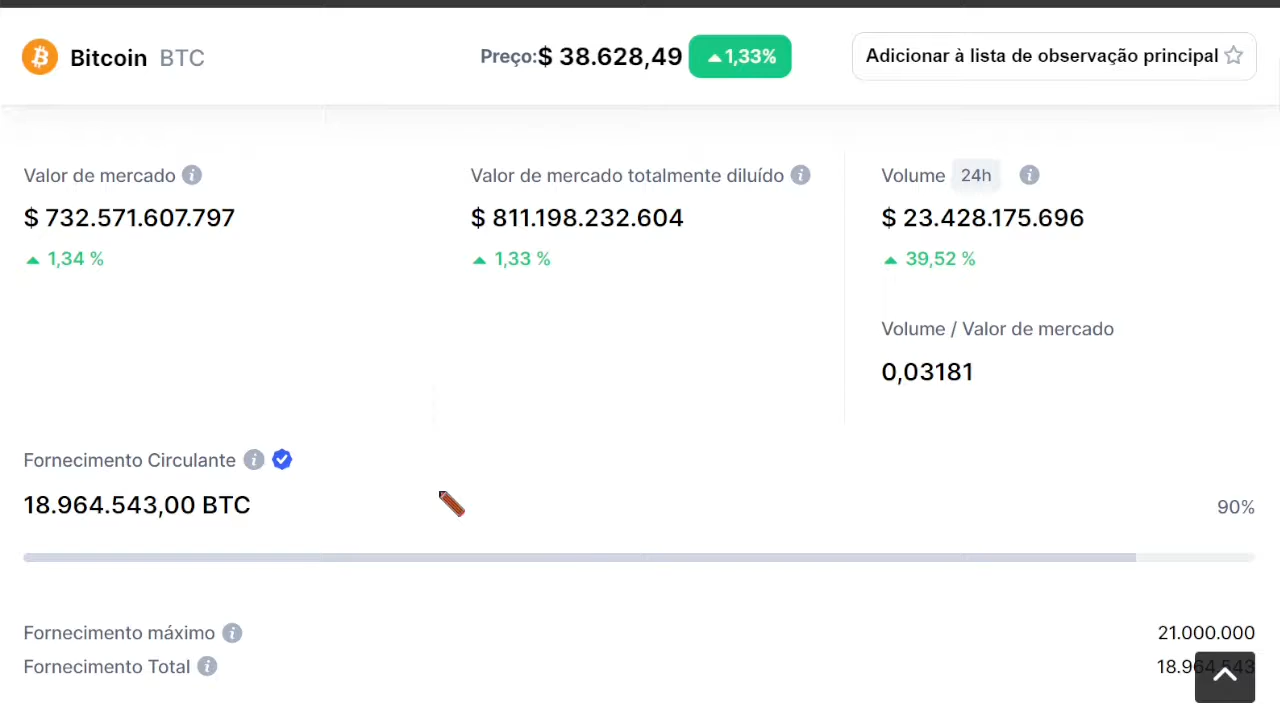 Bitcoin BTC Preço:$ 38.628,49 1,33% Adicionar à lista de observação principal
Valor de mercado Valor de mercado totalmente diluído Volume 24h
$ 732.571.607.797 $ 811.198.232.604 $ 23.428.175.696
1,34 % 1,33 % 39,52 %
Volume / Valor de mercado
0,03181
Fornecimento Circulante
18.964.543,00 BTC 90%
Fornecimento máximo 21.000.000
Fornecimento Total 18.964.543